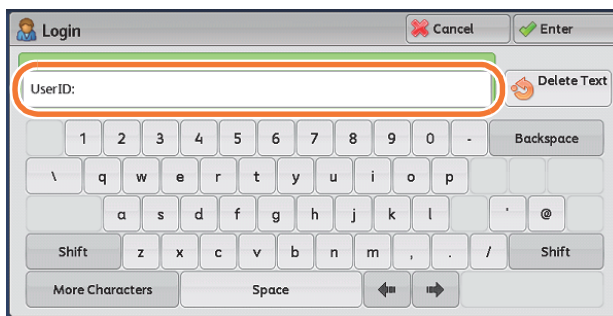 Login
Cancel
Enter
UserID:
Delete Text
1 2 3 4 5 6 7 8 9 0 - Backspace
\ q w e r t y u i o p
a s d f g h j k l ' @
Shift z x c v b n m , . / Shift
More Characters Space